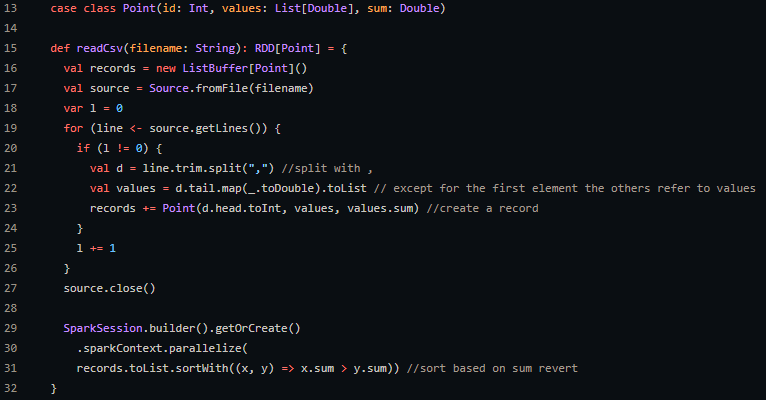 13 case class Point(id: Int, values: List[Double], sum: Double)
14
15 def readCsv(filename: String): RDD[Point] = {
16 val records = new ListBuffer[Point]()
17 val source = Source.fromFile(filename)
18 var l = 0
19 for (line <- source.getLines()) {
20 if (l != 0) {
21 val d = line.trim.split(",") //split with ,
22 val values = d.tail.map(_.toDouble).toList // except for the first element the others refer to values
23 records += Point(d.head.toInt, values, values.sum) //create a record
24 }
25 l += 1
26 }
27 source.close()
28
29 SparkSession.builder().getOrCreate()
30 .sparkContext.parallelize(
31 records.toList.sortWith((x, y) => x.sum > y.sum)) //sort based on sum revert
32 }